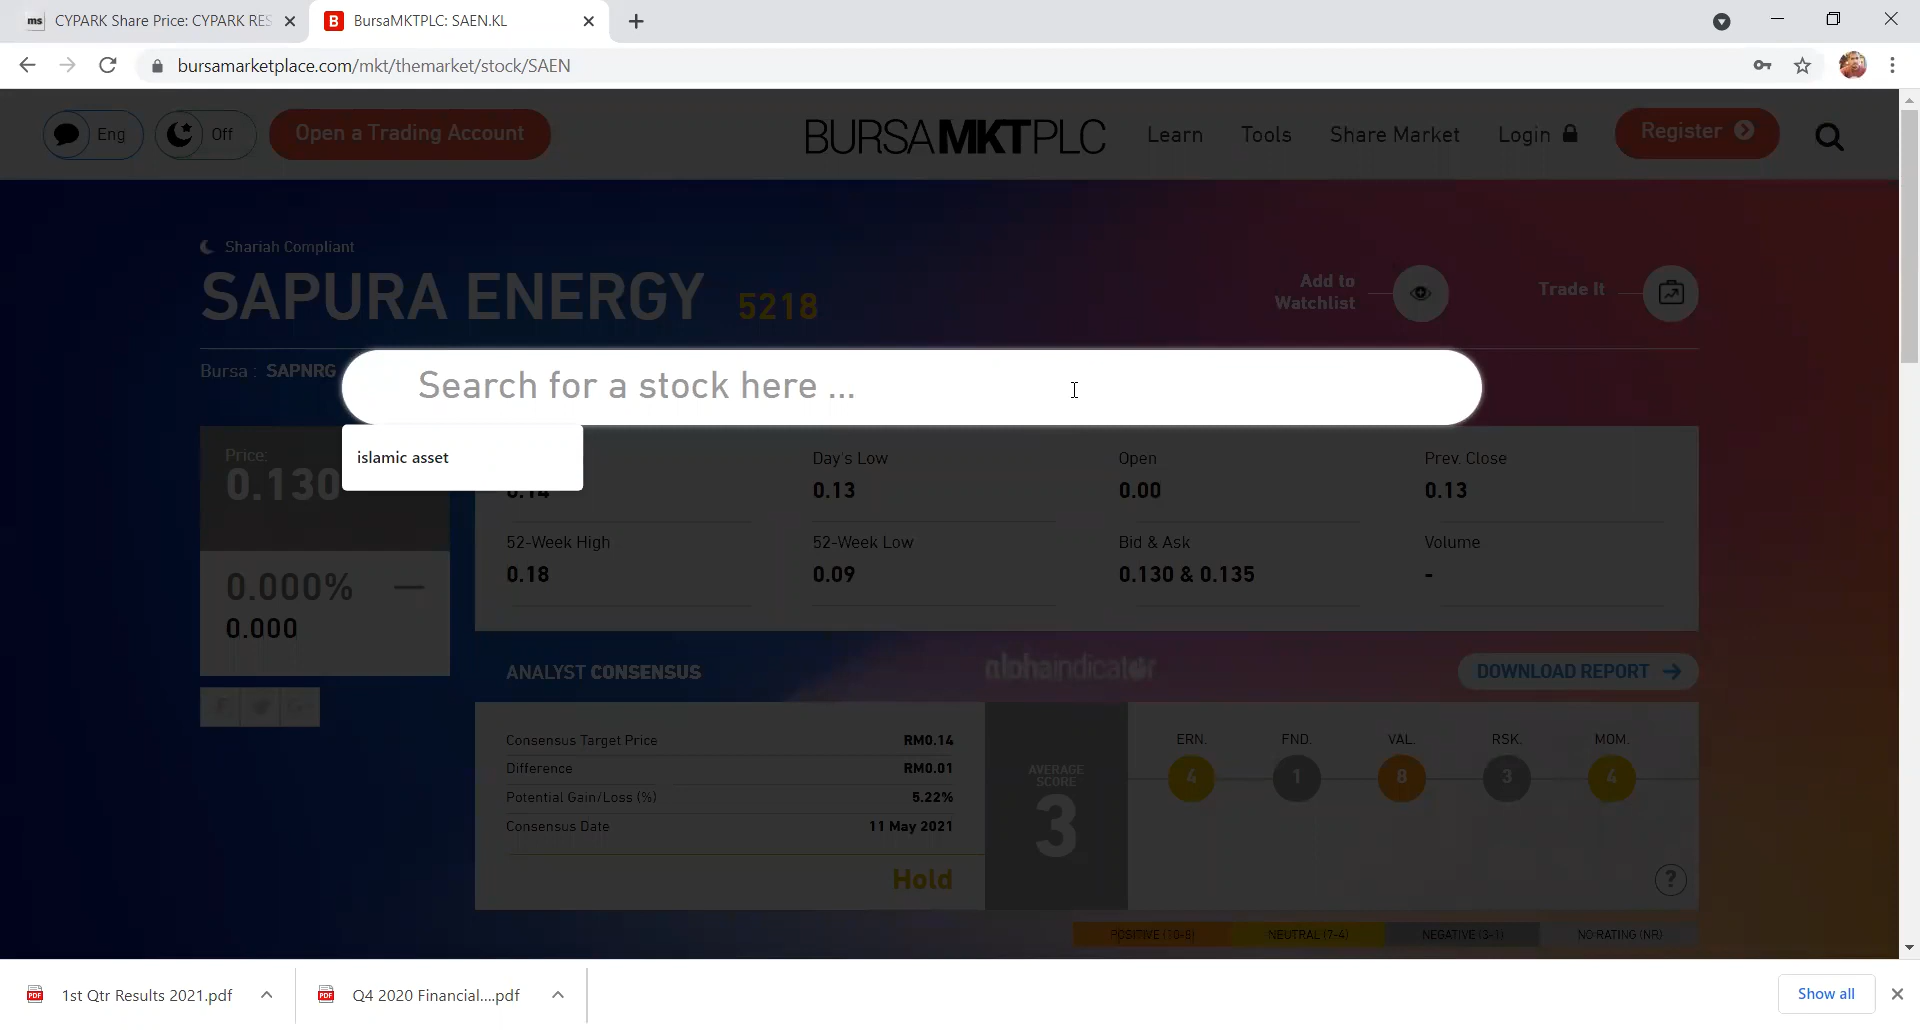 CYPARK Share Price: CYPARK RES
BursaMKTPLC: SAEN.KL
bursamarketplace.com/mkt/themarket/stock/SAEN
Eng
Off
Open a Trading Account
BURSAMKTPLC
Learn
Tools
Share Market
Login
Register
Shariah Compliant
SAPURA ENERGY 5218
Add to
Watchlist
Trade It
Bursa : SAPNRG
Search for a stock here ...
islamic asset
Price:
0.130
0.000%
0.000
0.14
Day's Low
0.13
Open
0.00
Prev. Close
0.13
52-Week High
0.18
52-Week Low
0.09
Bid & Ask
0.130 & 0.135
Volume
-
ANALYST CONSENSUS
alphaindicator
DOWNLOAD REPORT
Consensus Target Price RM0.14
Difference RM0.01
Potential Gain/Loss (%) 5.22%
Consensus Date 11 May 2021
Hold
AVERAGE
SCORE
3
ERN. FND. VAL. RSK. MOM.
4 1 8 3 4
?
POSITIVE (10-8) NEUTRAL (7-4) NEGATIVE (3-1) NO RATING (NR)
1st Qtr Results 2021.pdf
Q4 2020 Financial....pdf
Show all